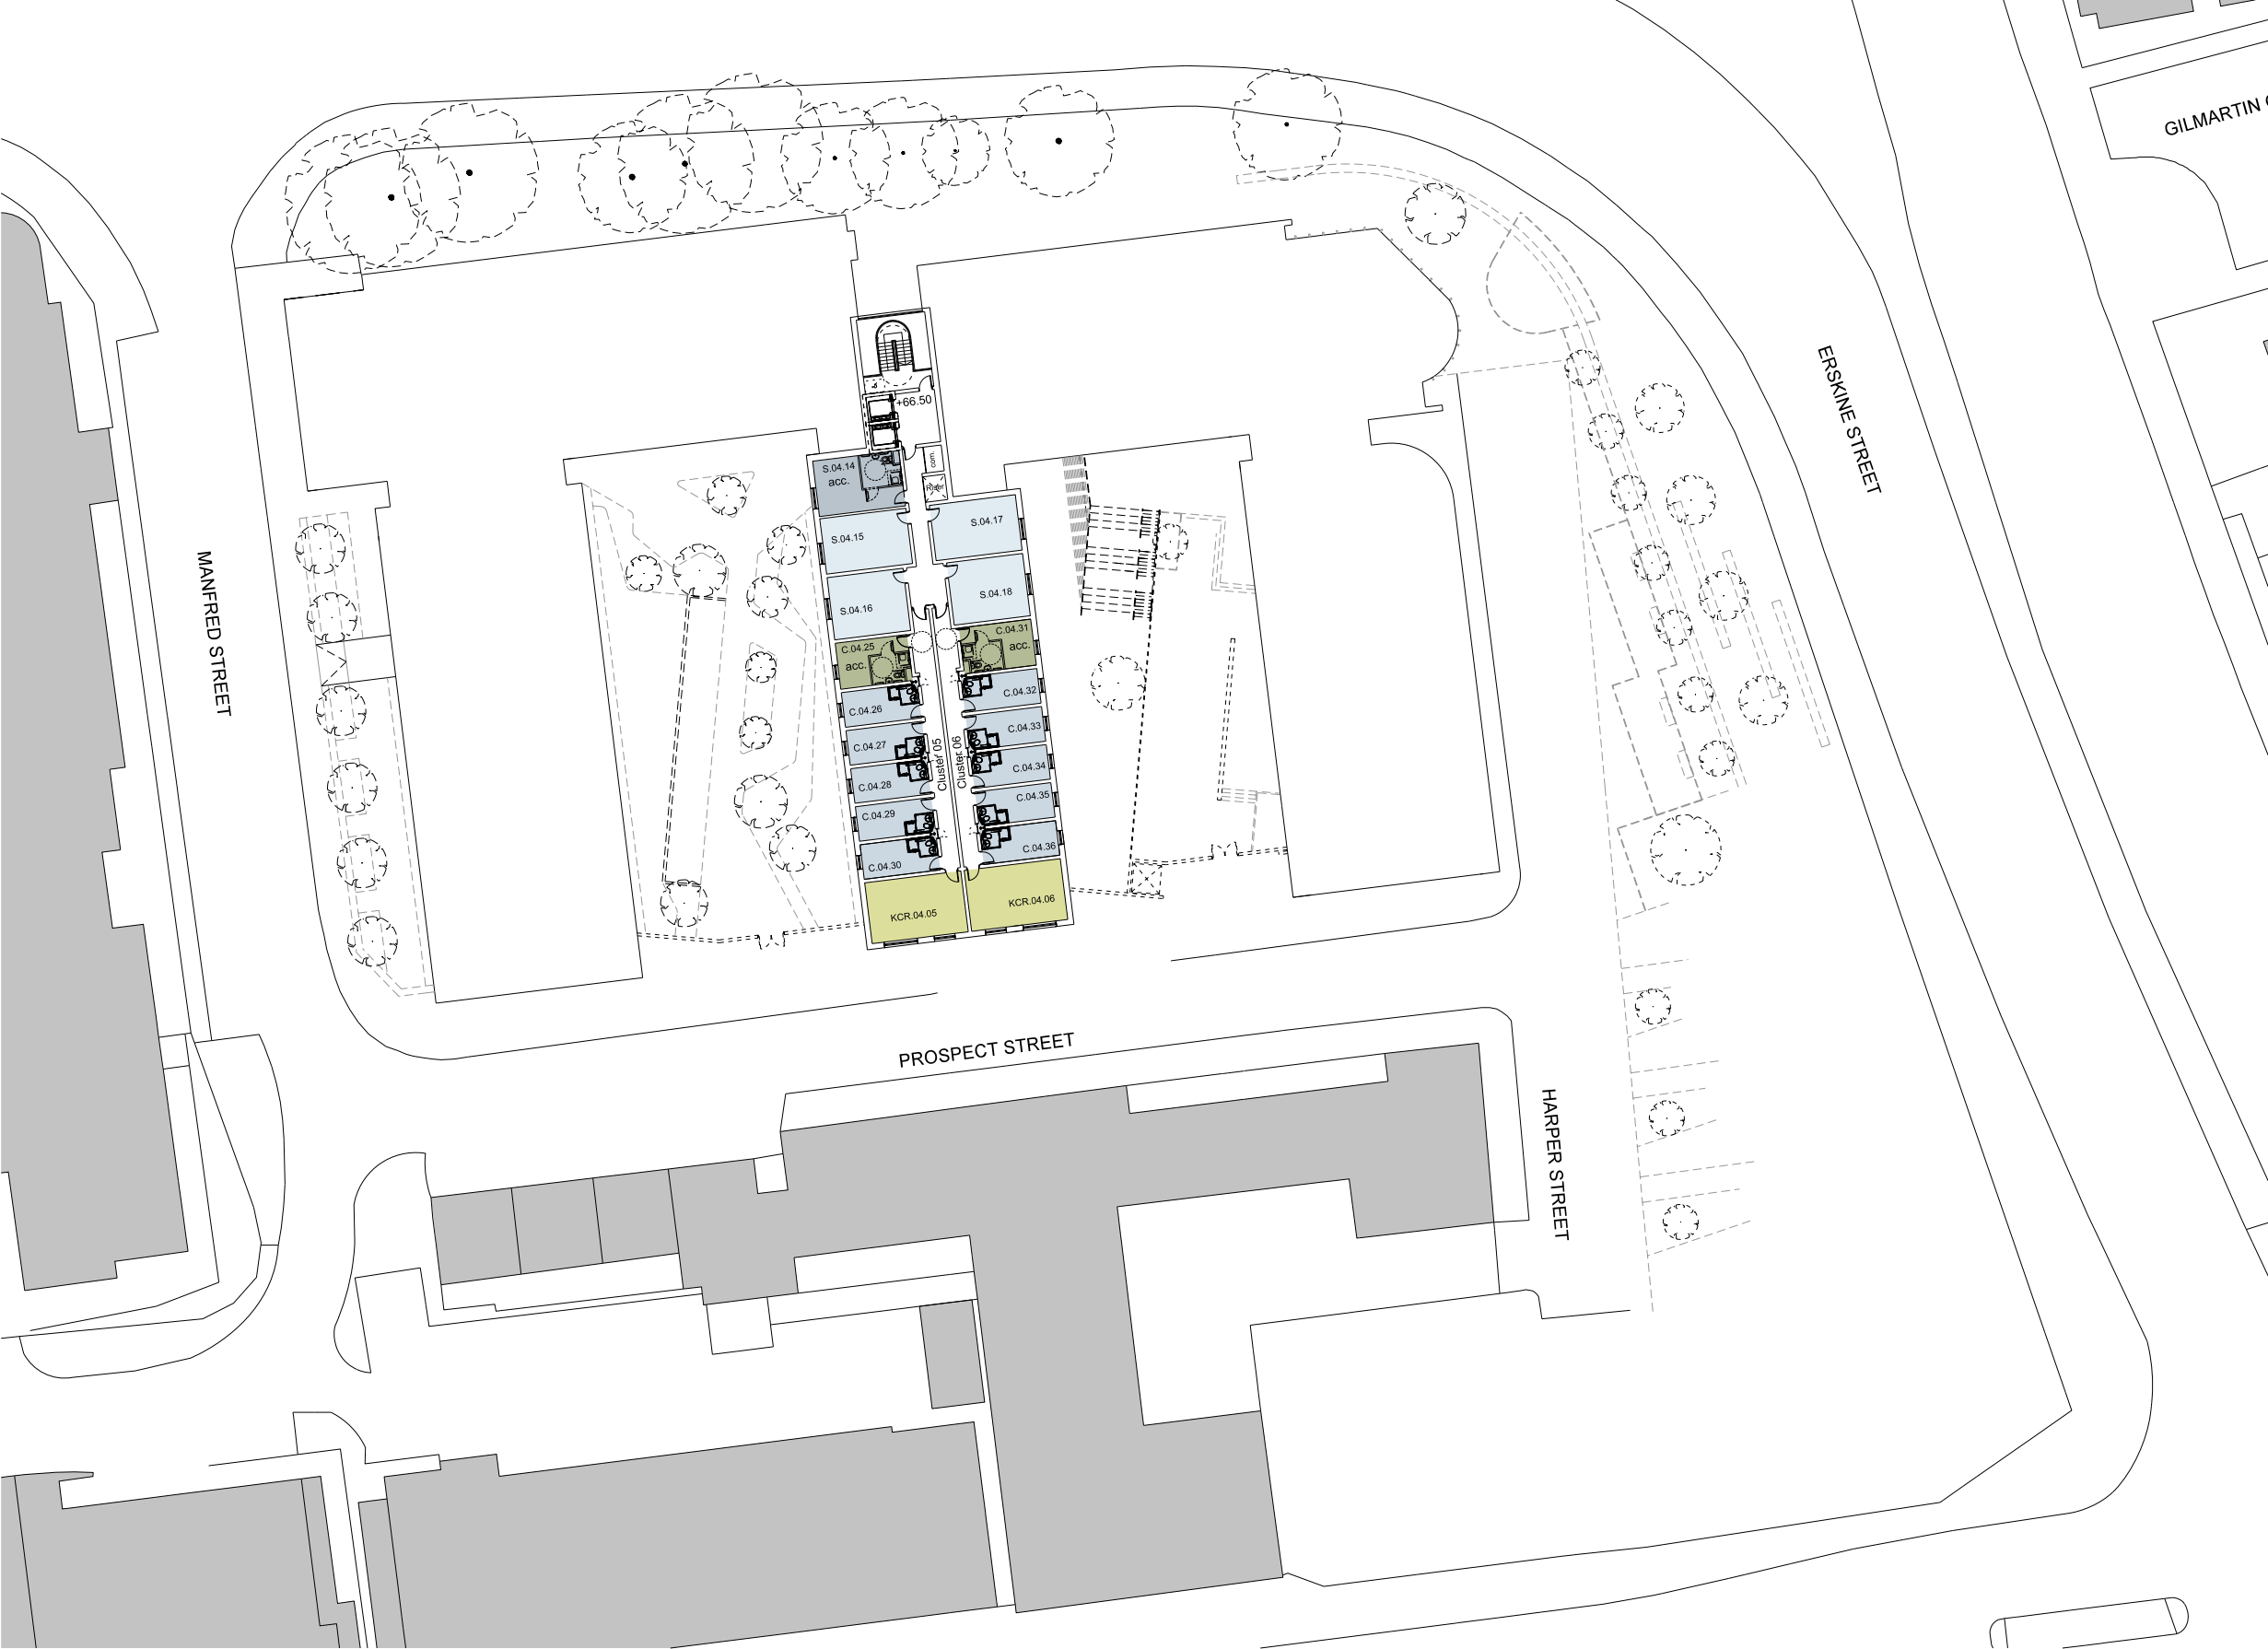 GILMARTIN
ERSKINE STREET
MANFRED STREET
+66.50
com.
Riser
S.04.14
acc.
S.04.15
S.04.16
S.04.17
S.04.18
C.04.25
acc.
C.04.31
acc.
C.04.26
C.04.27
C.04.28
C.04.29
C.04.30
C.04.32
C.04.33
C.04.34
C.04.35
C.04.36
Cluster 05
Cluster 06
KCR.04.05
KCR.04.06
PROSPECT STREET
HARPER STREET